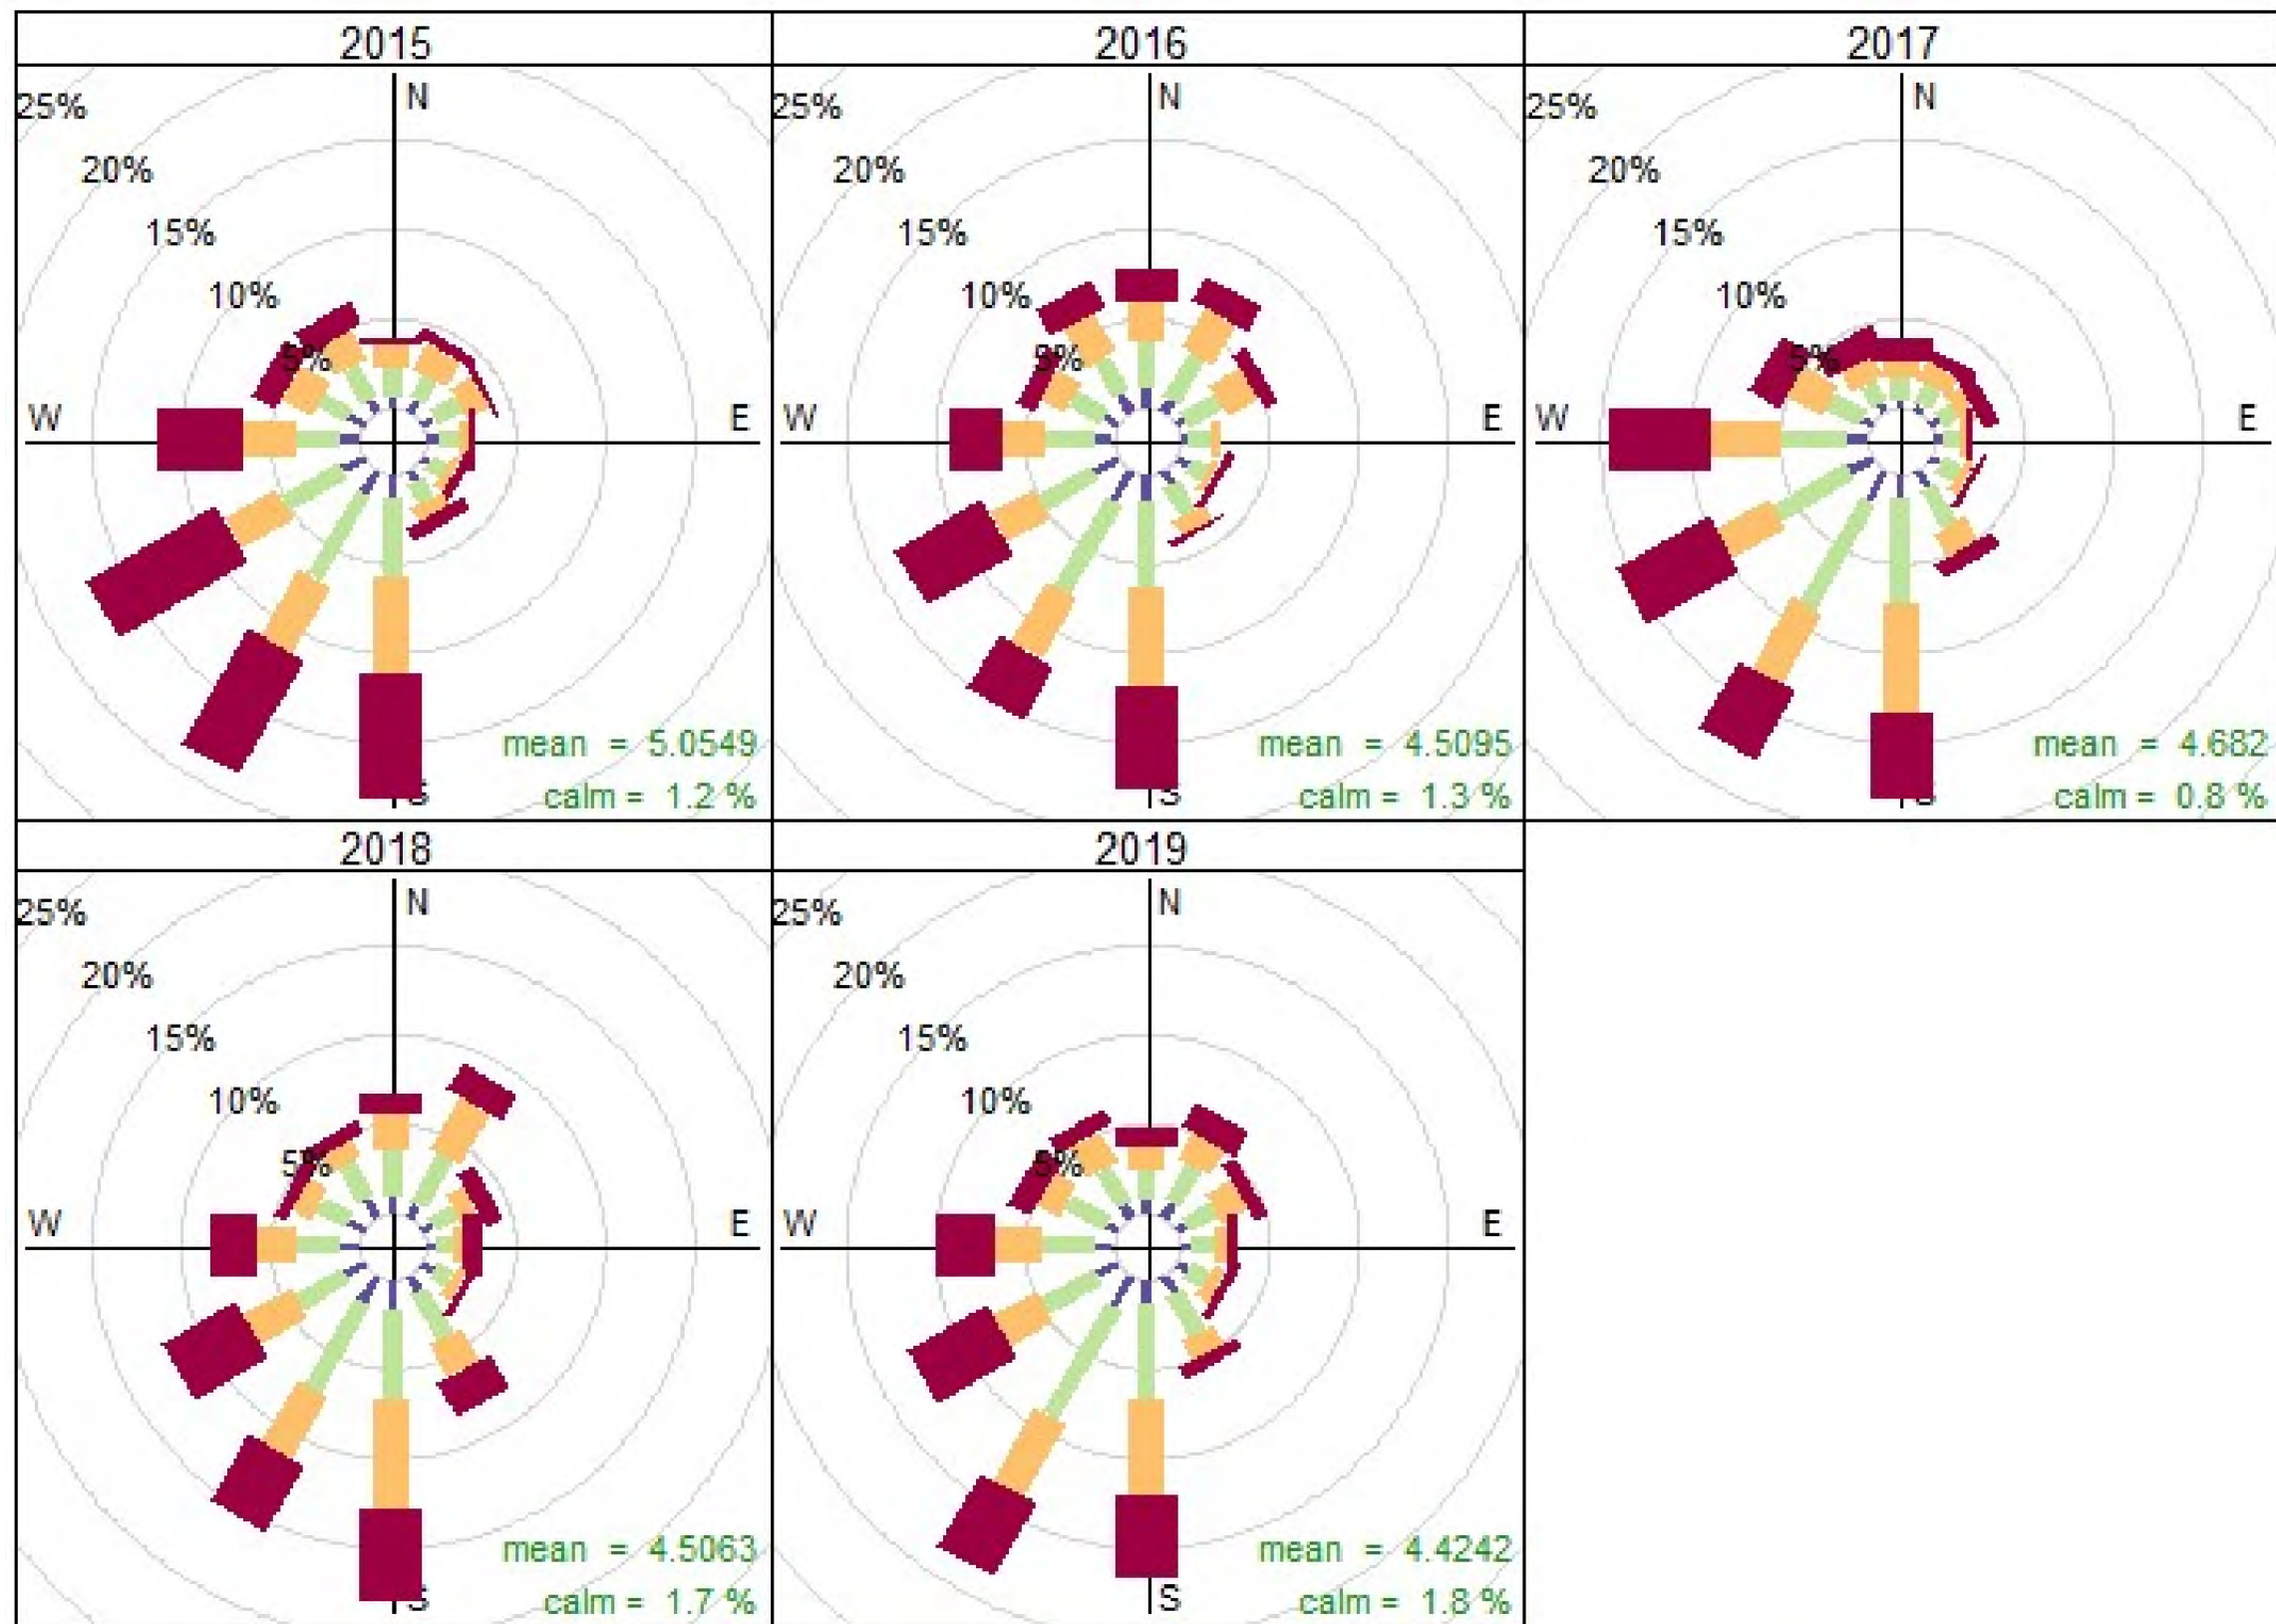 2015
25%
20%
15%
10%
5%
N
W
E
S
mean = 5.0549
calm = 1.2 %
2016
25%
20%
15%
10%
5%
N
W
E
S
mean = 4.5095
calm = 1.3 %
2017
25%
20%
15%
10%
5%
N
W
E
S
mean = 4.682
calm = 0.8 %
2018
25%
20%
15%
10%
5%
N
W
E
S
mean = 4.5063
calm = 1.7 %
2019
25%
20%
15%
10%
5%
N
W
E
S
mean = 4.4242
calm = 1.8 %